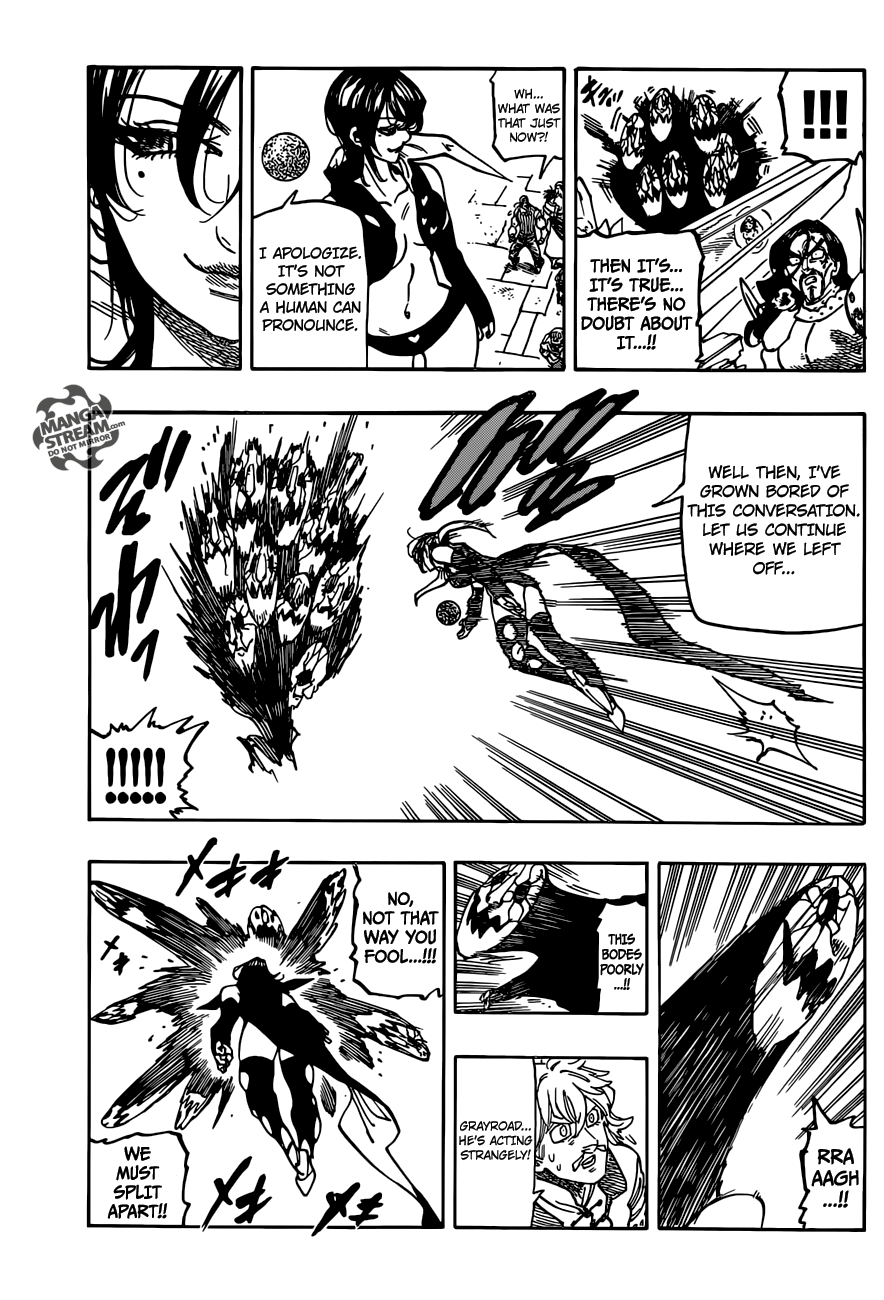 !!!
THEN IT'S...
IT'S TRUE...
THERE'S NO
DOUBT ABOUT
IT...!!
WH...
WHAT WAS
THAT JUST
NOW?!
I APOLOGIZE.
IT'S NOT
SOMETHING
A HUMAN CAN
PRONOUNCE.
MANGA
STREAM.com
DO NOT MIRROR
WELL THEN, I'VE
GROWN BORED OF
THIS CONVERSATION.
LET US CONTINUE
WHERE WE LEFT
OFF...
!!!!!
RRA
AAGH
...!!
THIS
BODES
POORLY
...!!
GRAYROAD...
HE'S ACTING
STRANGELY!
NO,
NOT THAT
WAY YOU
FOOL...!!!
WE
MUST
SPLIT
APART!!